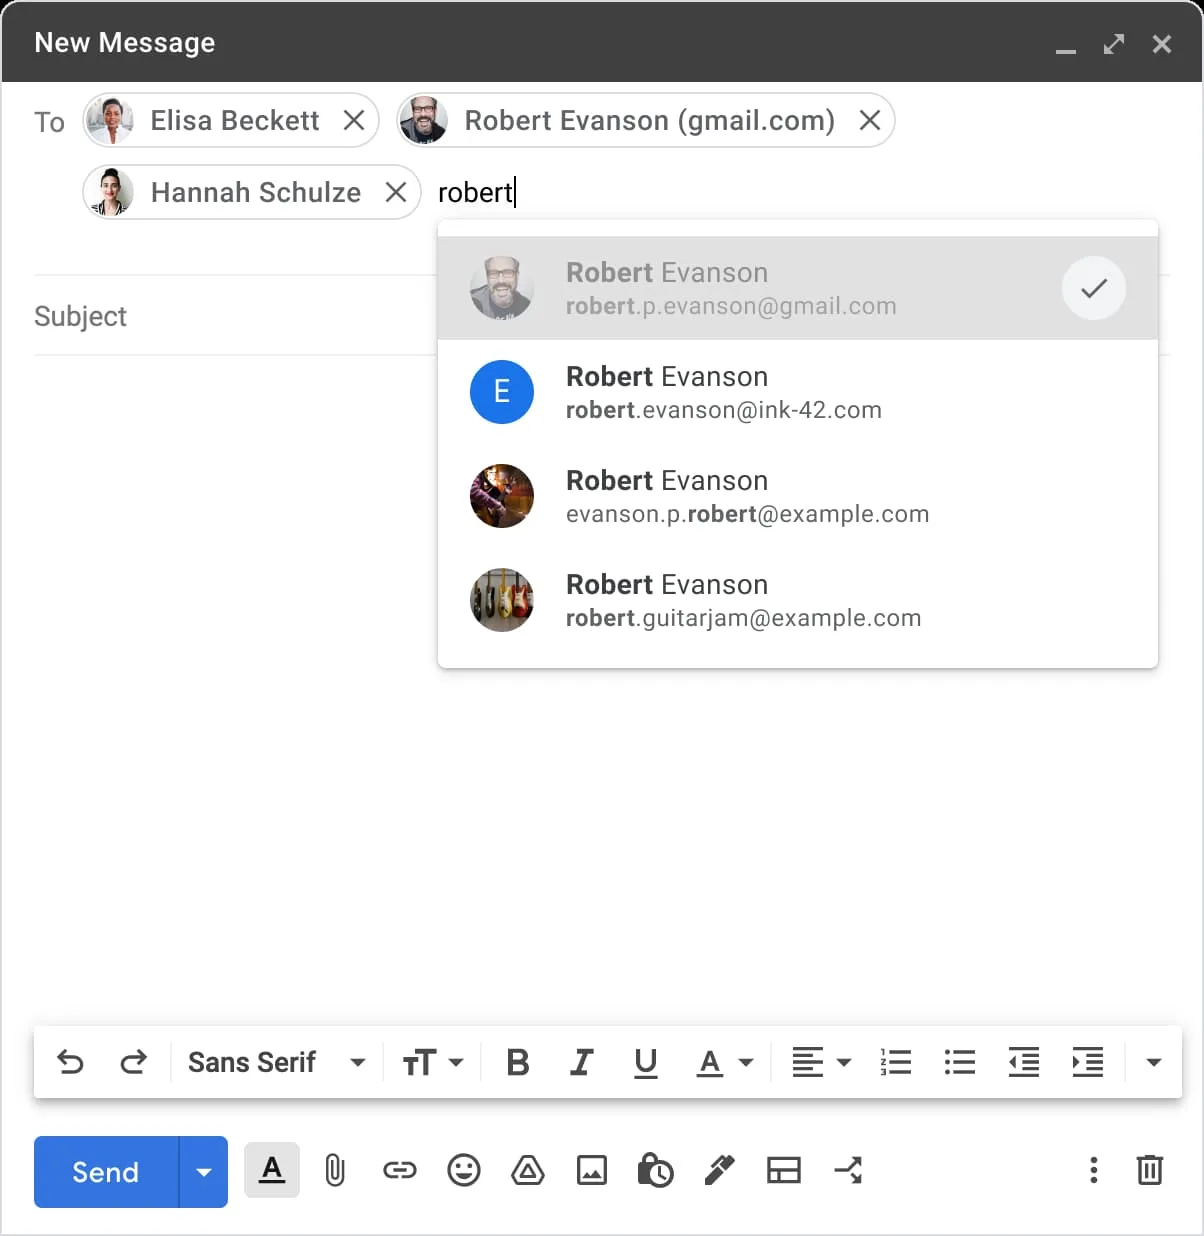 New Message
To Elisa Beckett Robert Evanson (gmail.com)
Hannah Schulze robert
Robert Evanson
robert.p.evanson@gmail.com
Subject
E
Robert Evanson
robert.evanson@ink-42.com
Robert Evanson
evanson.p.robert@example.com
Robert Evanson
robert.guitarjam@example.com
Sans Serif
Send